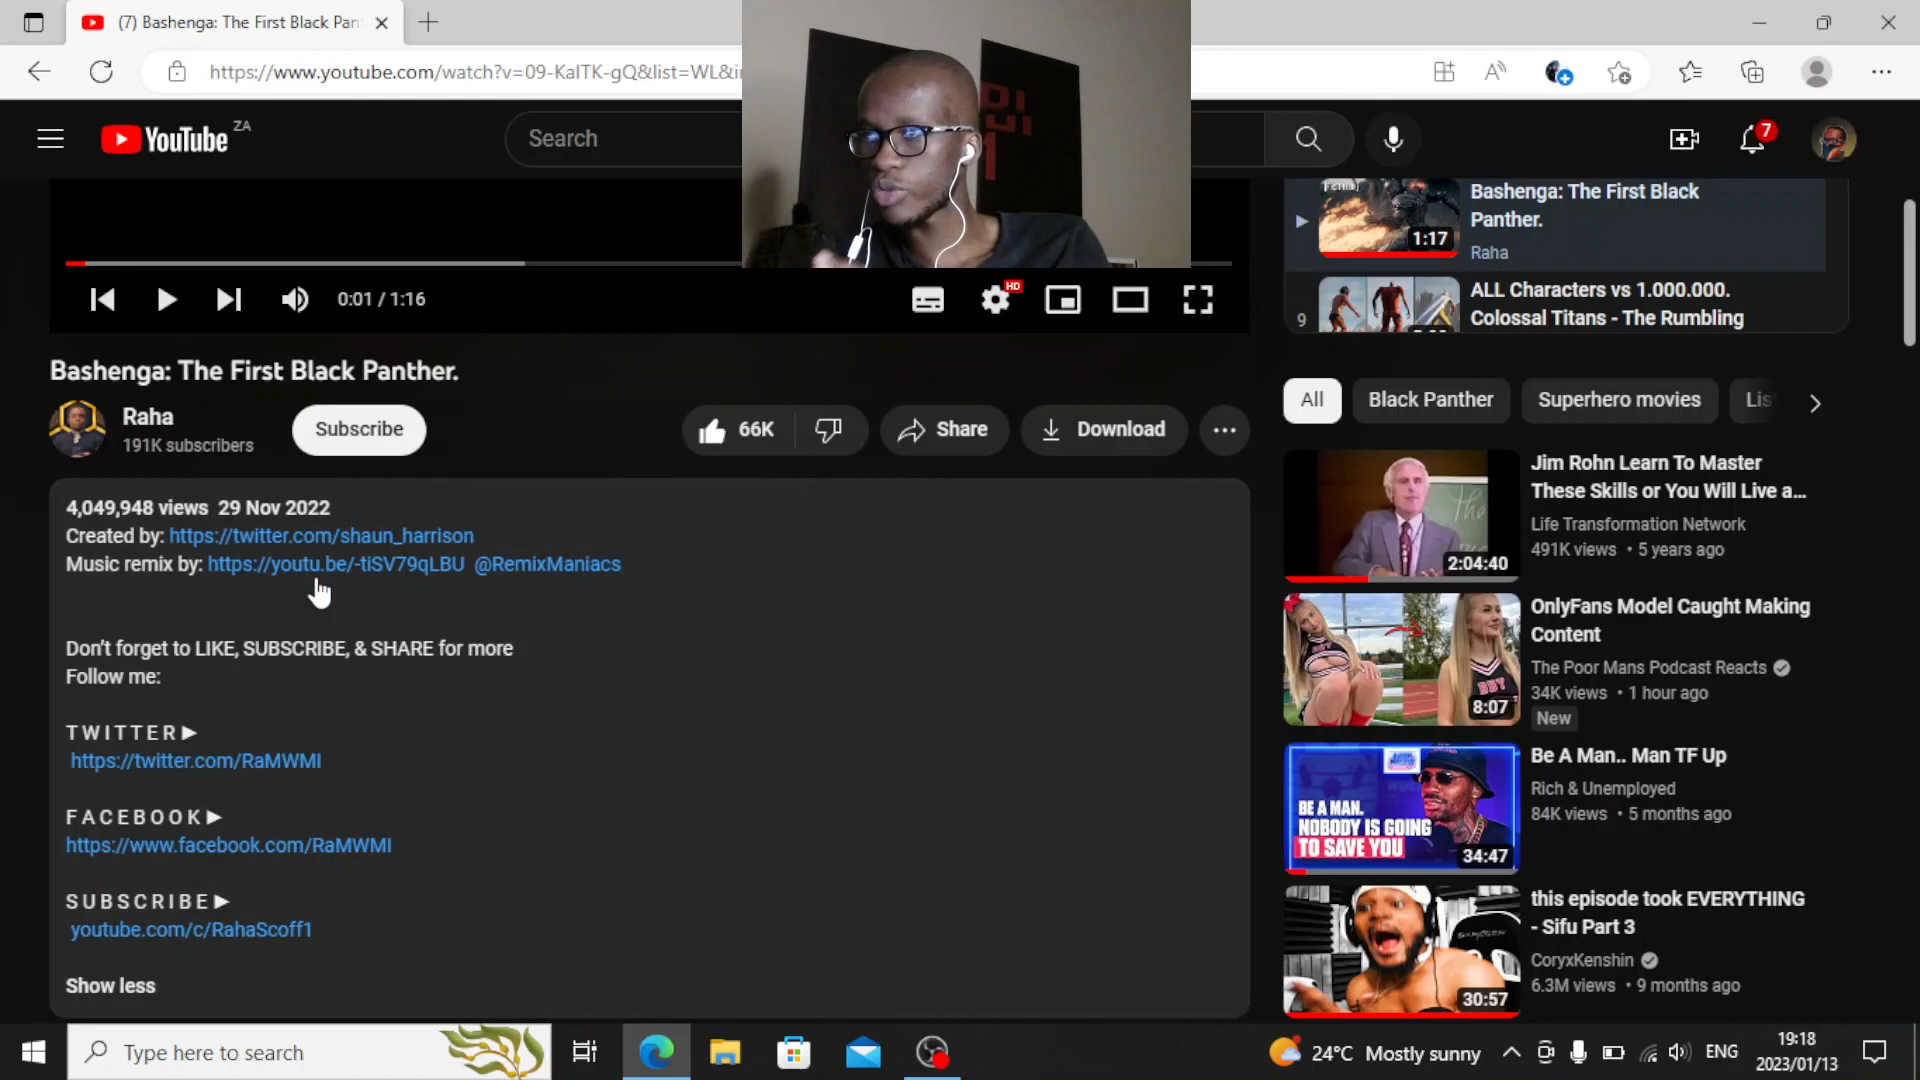 (7) Bashenga: The First Black Pan
https://www.youtube.com/watch?v=09-KaITK-gQ&list=WL&i
YouTube ZA
Search
7
Bashenga: The First Black
Panther.
1:17
Raha
9
ALL Characters vs 1.000.000.
Colossal Titans - The Rumbling
0:01 / 1:16
HD
Bashenga: The First Black Panther.
Raha
191K subscribers
Subscribe
66K
Share
Download
All
Black Panther
Superhero movies
Lis
4,049,948 views 29 Nov 2022
Created by: https://twitter.com/shaun_harrison
Music remix by: https://youtu.be/-tiSV79qLBU @RemixManiacs
Don't forget to LIKE, SUBSCRIBE, & SHARE for more
Follow me:
T W I T T E R ►
https://twitter.com/RaMWMI
F A C E B O O K ►
https://www.facebook.com/RaMWMI
S U B S C R I B E ►
youtube.com/c/RahaScoff1
Show less
Jim Rohn Learn To Master
These Skills or You Will Live a...
Life Transformation Network
491K views • 5 years ago
2:04:40
OnlyFans Model Caught Making
Content
The Poor Mans Podcast Reacts
34K views • 1 hour ago
New
8:07
Be A Man.. Man TF Up
Rich & Unemployed
84K views • 5 months ago
BE A MAN.
NOBODY IS GOING
TO SAVE YOU
34:47
this episode took EVERYTHING
- Sifu Part 3
CoryxKenshin
6.3M views • 9 months ago
30:57
Type here to search
24°C Mostly sunny
ENG
19:18
2023/01/13